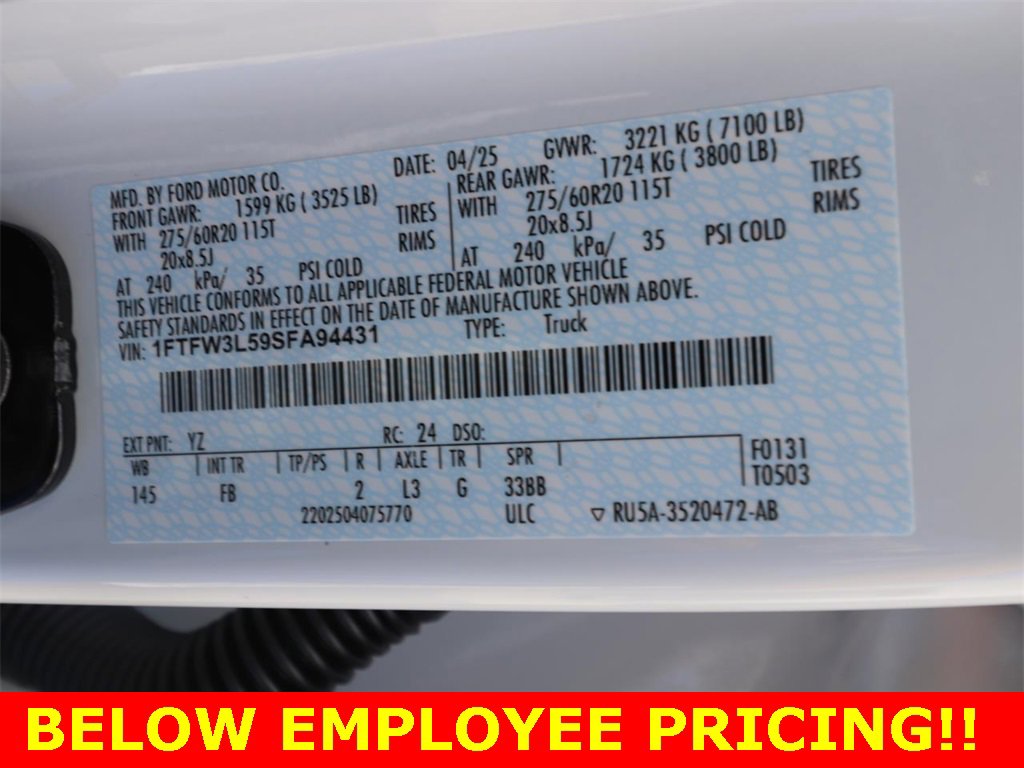 MFD. BY FORD MOTOR CO. DATE: 04/25 GVWR: 3221 KG ( 7100 LB)
FRONT GAWR: 1599 KG ( 3525 LB) REAR GAWR: 1724 KG ( 3800 LB)
WITH 275/60R20 115T TIRES WITH 275/60R20 115T TIRES
20x8.5J RIMS 20x8.5J RIMS
AT 240 kPa/ 35 PSI COLD AT 240 kPa/ 35 PSI COLD
THIS VEHICLE CONFORMS TO ALL APPLICABLE FEDERAL MOTOR VEHICLE
SAFETY STANDARDS IN EFFECT ON THE DATE OF MANUFACTURE SHOWN ABOVE.
VIN: 1FTFW3L59SFA94431 TYPE: Truck
EXT PNT: YZ RC: 24 DSO:
WB INT TR TP/PS R AXLE TR SPR F0131
145 FB 2 L3 G 33BB T0503
2202504075770 ULC ▽ RU5A-3520472-AB
BELOW EMPLOYEE PRICING!!